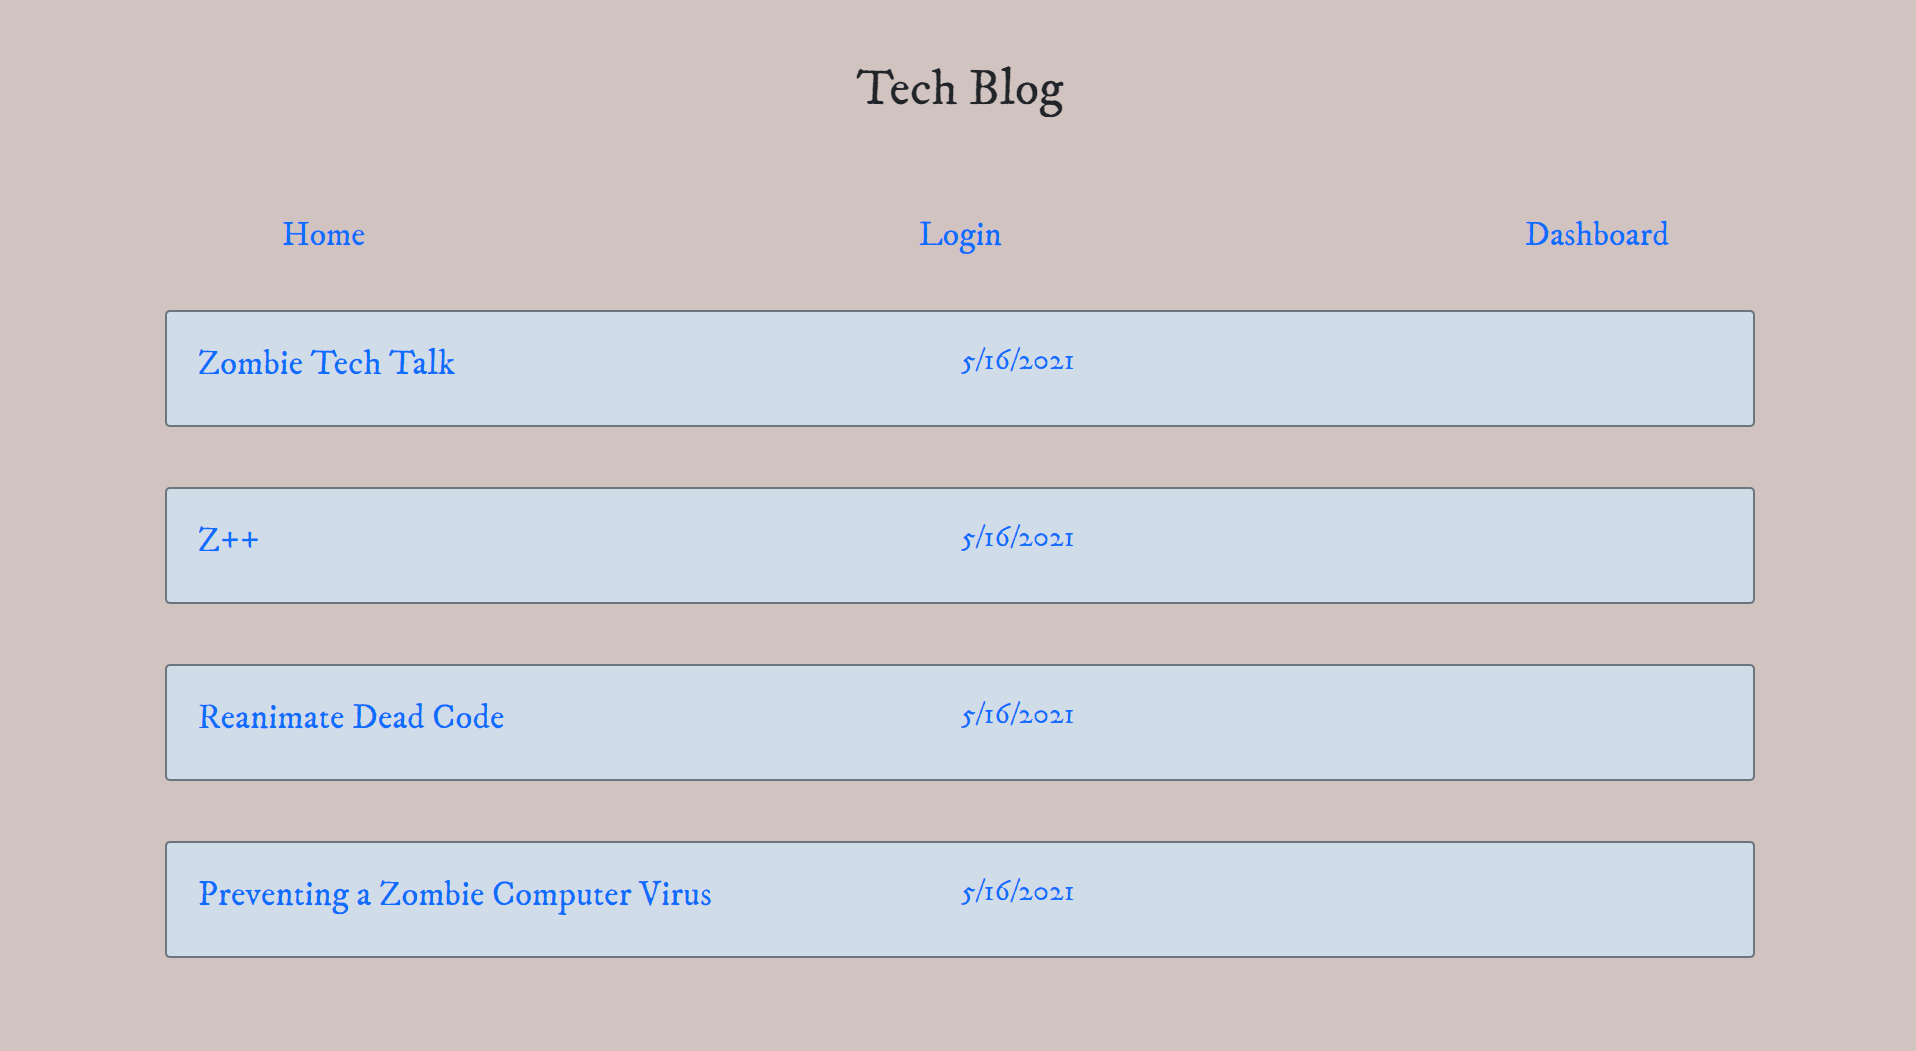 Tech Blog
Home Login Dashboard
Zombie Tech Talk 5/16/2021
Z++ 5/16/2021
Reanimate Dead Code 5/16/2021
Preventing a Zombie Computer Virus 5/16/2021